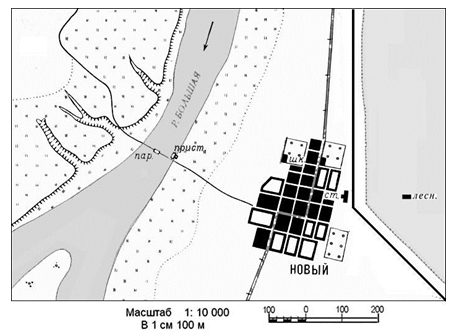 Р. БОЛЬШАЯ
прист.
пар.
шк.
ст.
лесн.
НОВЫЙ
Масштаб 1: 10 000
В 1 см 100 м
100 0 100 200